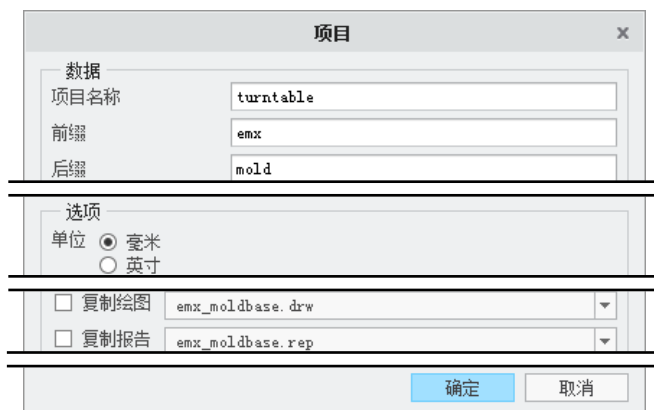 项目
数据
项目名称 turntable
前缀 emx
后缀 mold
选项
单位 毫米
英寸
复制绘图 emx_moldbase.drw
复制报告 emx_moldbase.rep
确定 取消